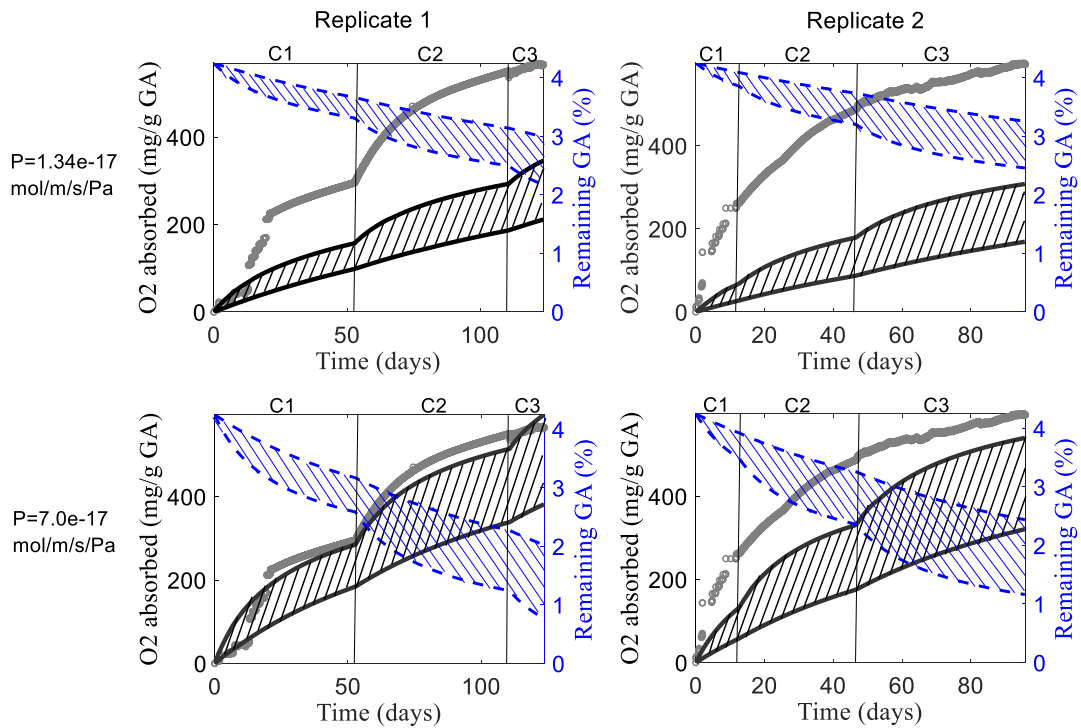 Replicate 1
Replicate 2
P=1.34e-17
mol/m/s/Pa
C1 C2 C3
O2 absorbed (mg/g GA)
400
200
0
0 50 100
Time (days)
4
3
2
1
0
Remaining GA (%)
C1 C2 C3
O2 absorbed (mg/g GA)
400
200
0
0 20 40 60 80
Time (days)
4
3
2
1
0
Remaining GA (%)
P=7.0e-17
mol/m/s/Pa
C1 C2 C3
O2 absorbed (mg/g GA)
400
200
0
0 50 100
Time (days)
4
3
2
1
0
Remaining GA (%)
C1 C2 C3
O2 absorbed (mg/g GA)
400
200
0
0 20 40 60 80
Time (days)
4
3
2
1
0
Remaining GA (%)